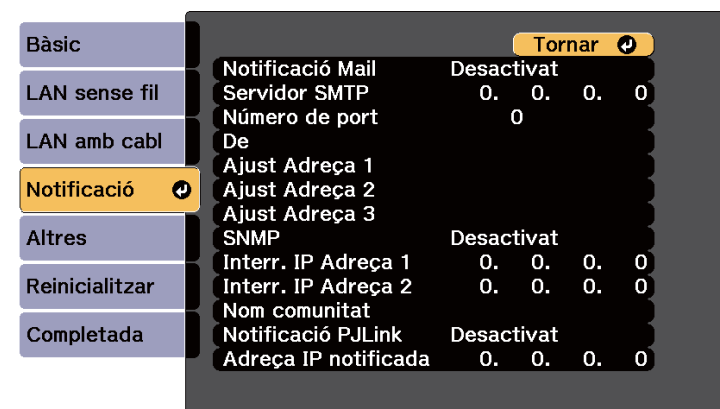 Bàsic
LAN sense fil
LAN amb cabl
Notificació
Altres
Reinicialitzar
Completada
Tornar
Notificació Mail Desactivat
Servidor SMTP 0. 0. 0. 0
Número de port 0
De
Ajust Adreça 1
Ajust Adreça 2
Ajust Adreça 3
SNMP Desactivat
Interr. IP Adreça 1 0. 0. 0. 0
Interr. IP Adreça 2 0. 0. 0. 0
Nom comunitat
Notificació PJLink Desactivat
Adreça IP notificada 0. 0. 0. 0